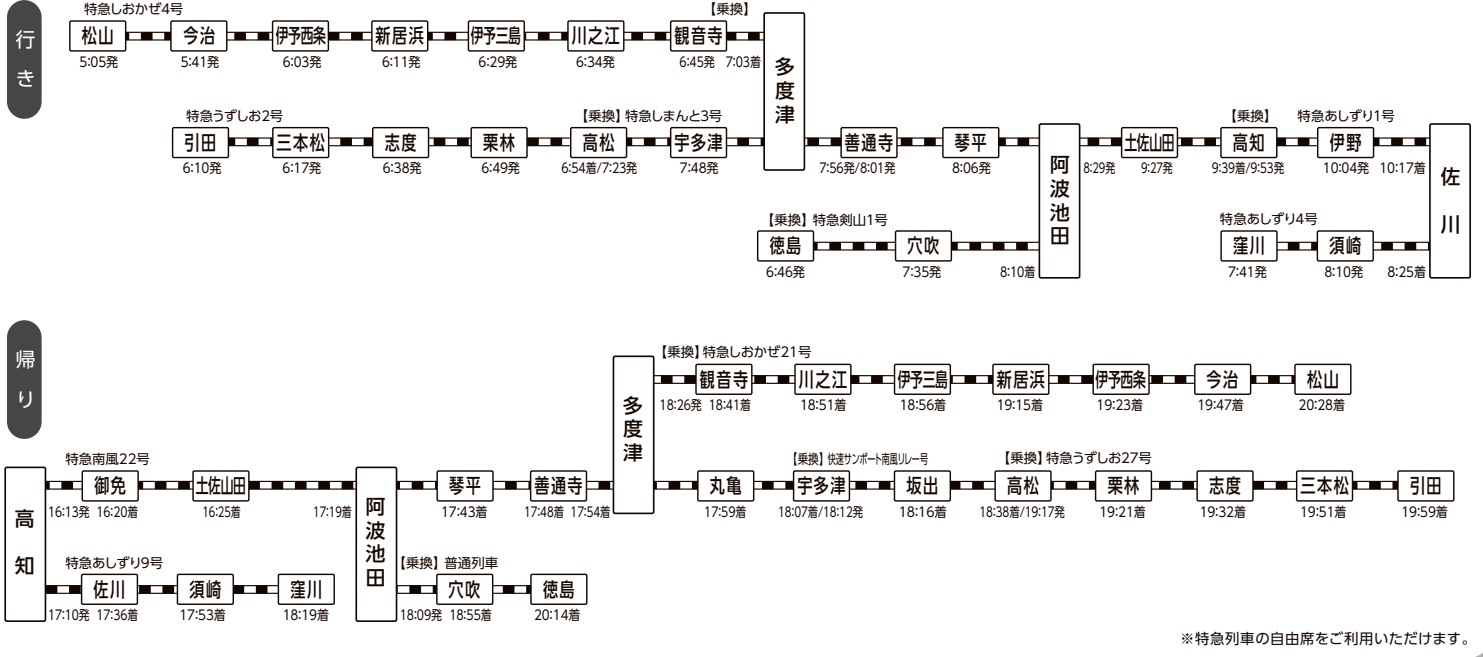 行き
特急しおかぜ4号 【乗換】
松山 今治 伊予西条 新居浜 伊予三島 川之江 観音寺
5:05発 5:41発 6:03発 6:11発 6:29発 6:34発 6:45発 7:03着
多度津
特急うずしお2号 【乗換】 特急しまんと3号
引田 三本松 志度 栗林 高松 宇多津
6:10発 6:17発 6:38発 6:49発 6:54着/7:23発 7:48発
善通寺 琴平
7:56発/8:01発 8:06発
【乗換】 特急剣山1号
徳島 穴吹
6:46発 7:35発 8:10着
阿波池田
【乗換】 特急あしずり1号
土佐山田 高知 伊野
8:29発 9:27発 9:39着/9:53発 10:04発 10:17着
特急あしずり4号
窪川 須崎
7:41発 8:10発 8:25着
佐川
帰り
高知
特急南風22号
御免 土佐山田
16:13発 16:20着 16:25着 17:19着
特急あしずり9号
佐川 須崎 窪川
17:10発 17:36着 17:53着 18:19着
阿波池田
琴平 善通寺
17:43着 17:48着 17:54着
【乗換】 普通列車
穴吹 徳島
18:09発 18:55着 20:14着
多度津
【乗換】 特急しおかぜ21号
観音寺 川之江 伊予三島 新居浜 伊予西条 今治 松山
18:26発 18:41着 18:51着 18:56着 19:15着 19:23着 19:47着 20:28着
【乗換】 快速サンポート南風リレー号 【乗換】 特急うずしお27号
丸亀 宇多津 坂出 高松 栗林 志度 三本松 引田
17:59着 18:07着/18:12発 18:16着 18:38着/19:17発 19:21着 19:32着 19:51着 19:59着
※特急列車の自由席をご利用いただけます。